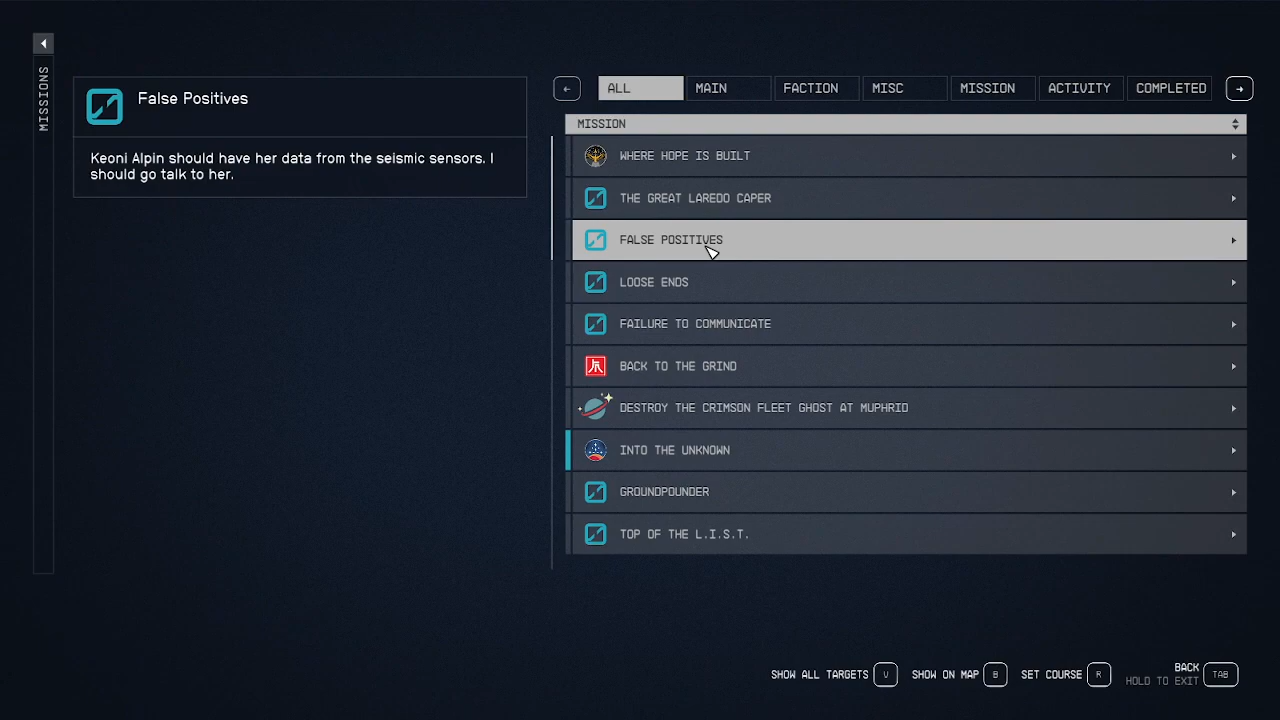 MISSIONS
False Positives
Keoni Alpin should have her data from the seismic sensors. I
should go talk to her.
ALL
MAIN
FACTION
MISC
MISSION
ACTIVITY
COMPLETED
MISSION
WHERE HOPE IS BUILT
THE GREAT LAREDO CAPER
FALSE POSITIVES
LOOSE ENDS
FAILURE TO COMMUNICATE
BACK TO THE GRIND
DESTROY THE CRIMSON FLEET GHOST AT MUPHRID
INTO THE UNKNOWN
GROUNDPOUNDER
TOP OF THE L.I.S.T.
SHOW ALL TARGETS V
SHOW ON MAP B
SET COURSE R
BACK
HOLD TO EXIT TAB